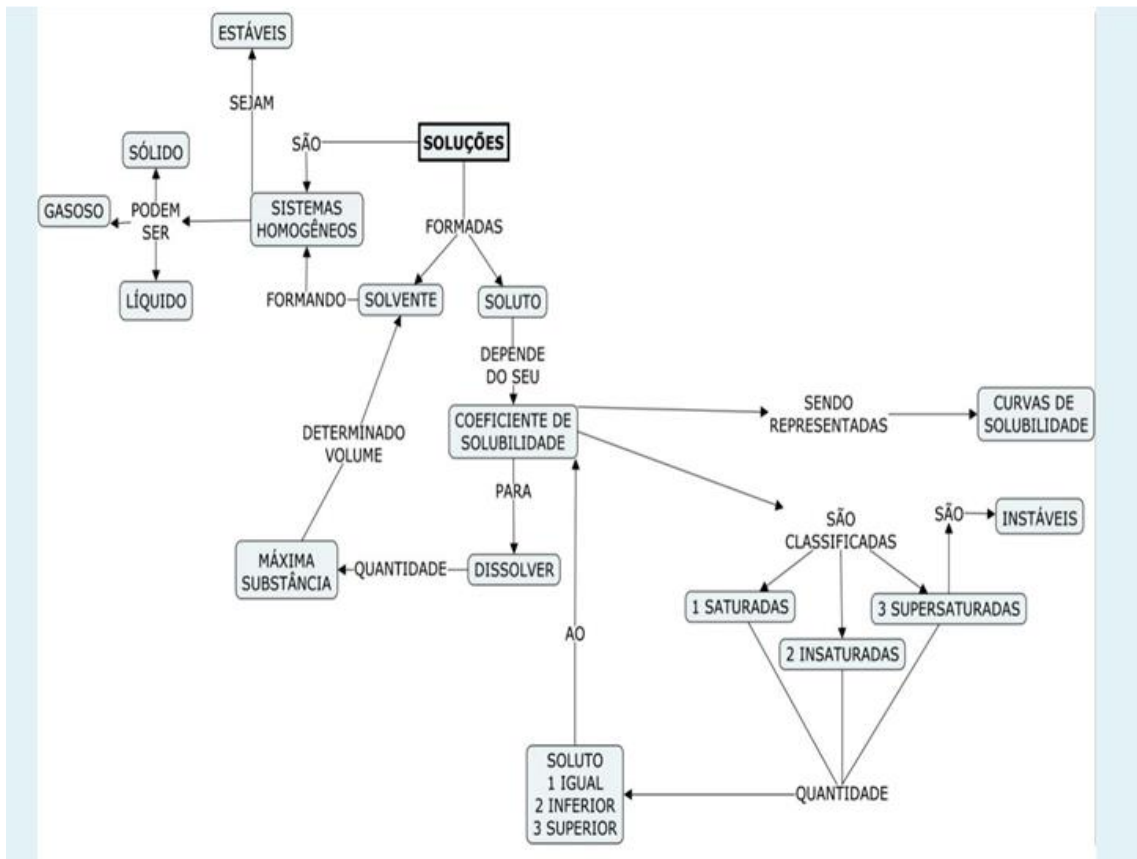 ESTÁVEIS
SEJAM
SÃO
SOLUÇÕES
SÓLIDO
GASOSO
PODEM
SER
SISTEMAS
HOMOGÊNEOS
FORMADAS
LÍQUIDO
FORMANDO
SOLVENTE
SOLUTO
DEPENDE
DO SEU
COEFICIENTE DE
SOLUBILIDADE
SENDO
REPRESENTADAS
CURVAS DE
SOLUBILIDADE
DETERMINADO
VOLUME
PARA
SÃO
CLASSIFICADAS
SÃO
INSTÁVEIS
MÁXIMA
SUBSTÂNCIA
QUANTIDADE
DISSOLVER
1 SATURADAS
3 SUPERSATURADAS
AO
2 INSATURADAS
SOLUTO
1 IGUAL
2 INFERIOR
3 SUPERIOR
QUANTIDADE